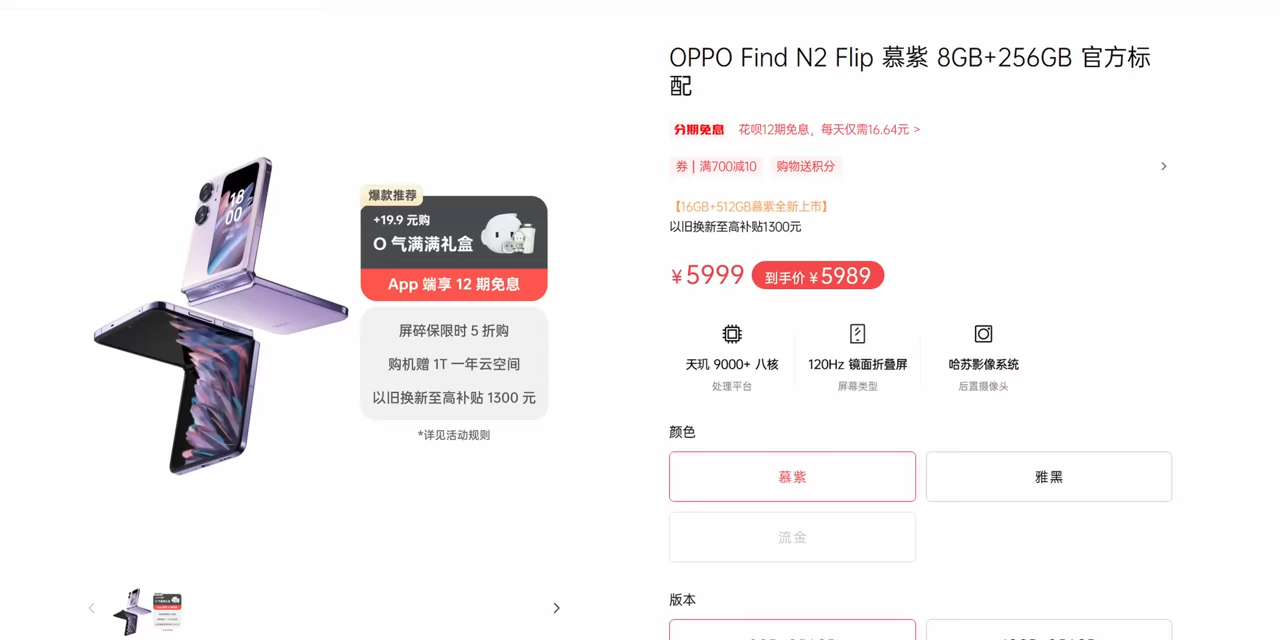 OPPO Find N2 Flip 慕紫 8GB+256GB 官方标
配
分期免息 花呗12期免息，每天仅需16.64元 >
券 | 满700减10 购物送积分
【16GB+512GB慕紫全新上市】
以旧换新至高补贴1300元
¥5999 到手价 ¥5989
天玑 9000+ 八核 120Hz 镜面折叠屏 哈苏影像系统
处理平台 屏幕类型 后置摄像头
颜色
慕紫 雅黑
流金
版本
18
00
爆款推荐
+19.9 元购
O 气满满礼盒
App 端享 12 期免息
屏碎保限时 5 折购
购机赠 1T 一年云空间
以旧换新至高补贴 1300 元
*详见活动规则